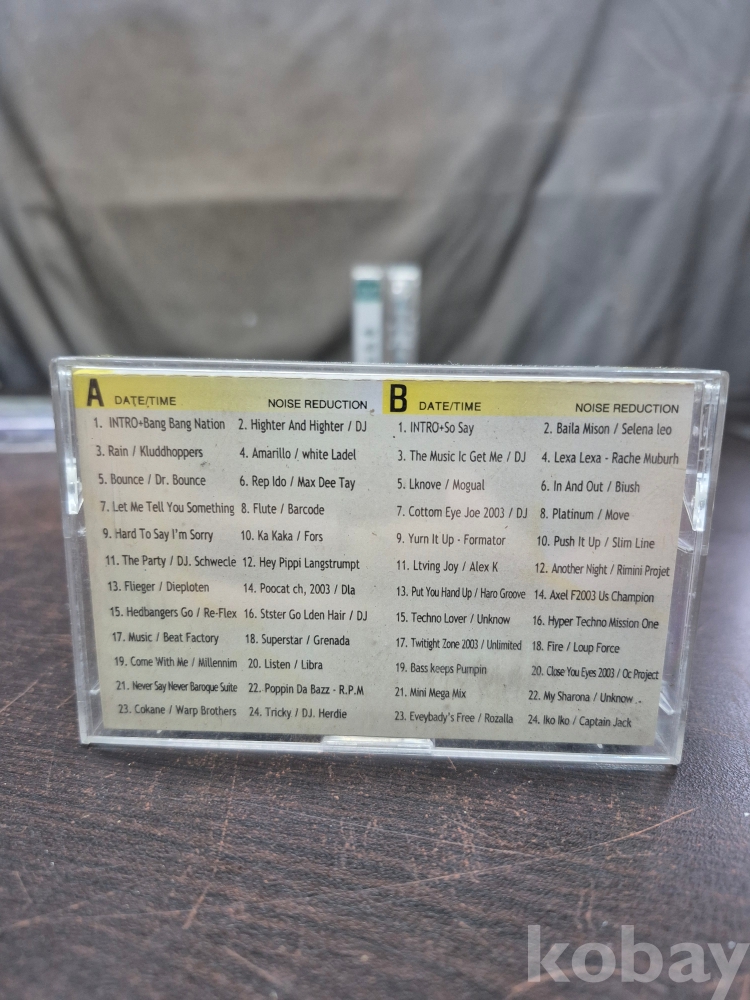 A DATE/TIME NOISE REDUCTION
1. INTRO+Bang Bang Nation 2. Highter And Highter / DJ
3. Rain / Kluddhoppers 4. Amarillo / white Ladel
5. Bounce / Dr. Bounce 6. Rep Ido / Max Dee Tay
7. Let Me Tell You Something 8. Flute / Barcode
9. Hard To Say I'm Sorry 10. Ka Kaka / Fors
11. The Party / DJ. Schwecle 12. Hey Pippi Langstrumpt
13. Flieger / Dieploten 14. Poocat ch, 2003 / Dla
15. Hedbangers Go / Re-Flex 16. Stster Go Lden Hair / DJ
17. Music / Beat Factory 18. Superstar / Grenada
19. Come With Me / Millennim 20. Listen / Libra
21. Never Say Never Baroque Suite 22. Poppin Da Bazz - R.P.M
23. Cokane / Warp Brothers 24. Tricky / DJ. Herdie
B DATE/TIME NOISE REDUCTION
1. INTRO+So Say 2. Baila Mison / Selena leo
3. The Music Ic Get Me / DJ 4. Lexa Lexa - Rache Muburh
5. Lknove / Mogual 6. In And Out / Biush
7. Cottom Eye Joe 2003 / DJ 8. Platinum / Move
9. Yurn It Up - Formator 10. Push It Up / Slim Line
11. Ltving Joy / Alex K 12. Another Night / Rimini Projet
13. Put You Hand Up / Haro Groove 14. Axel F2003 Us Champion
15. Techno Lover / Unknow 16. Hyper Techno Mission One
17. Twitight Zone 2003 / Unlimited 18. Fire / Loup Force
19. Bass keeps Pumpin 20. Close You Eyes 2003 / Oc Project
21. Mini Mega Mix 22. My Sharona / Unknow
23. Eveybady's Free / Rozalla 24. Iko Iko / Captain Jack
kobay